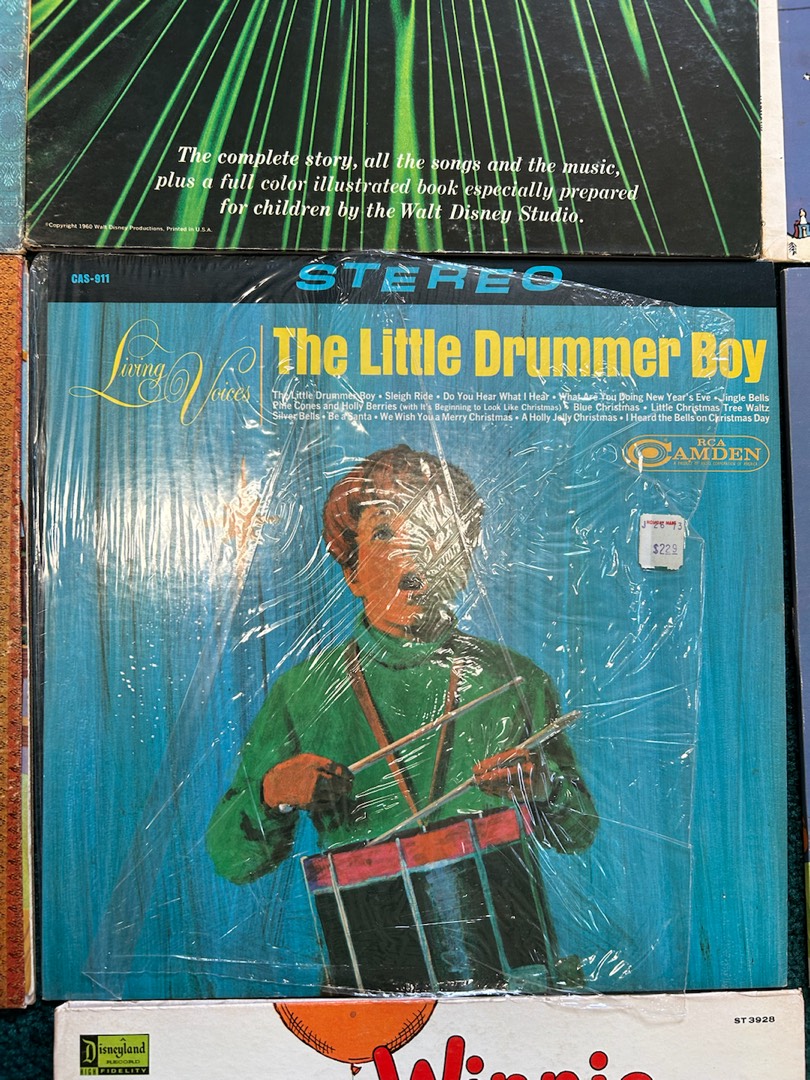 The complete story, all the songs and the music,
plus a full color illustrated book especially prepared
for children by the Walt Disney Studio.
©Copyright 1960 Walt Disney Productions. Printed in U.S.A.
CAS-911
STEREO
Living Voices
The Little Drummer Boy
The Little Drummer Boy • Sleigh Ride • Do You Hear What I Hear • What Are You Doing New Year's Eve • Jingle Bells
Pine Cones and Holly Berries (with It's Beginning to Look Like Christmas) • Blue Christmas • Little Christmas Tree Waltz
Silver Bells • Be a Santa • We Wish You a Merry Christmas • A Holly Jolly Christmas • I Heard the Bells on Christmas Day
RCA
CAMDEN
$2.29
ST 3928
A
Disneyland
RECORD
HIGH FIDELITY
Winnie